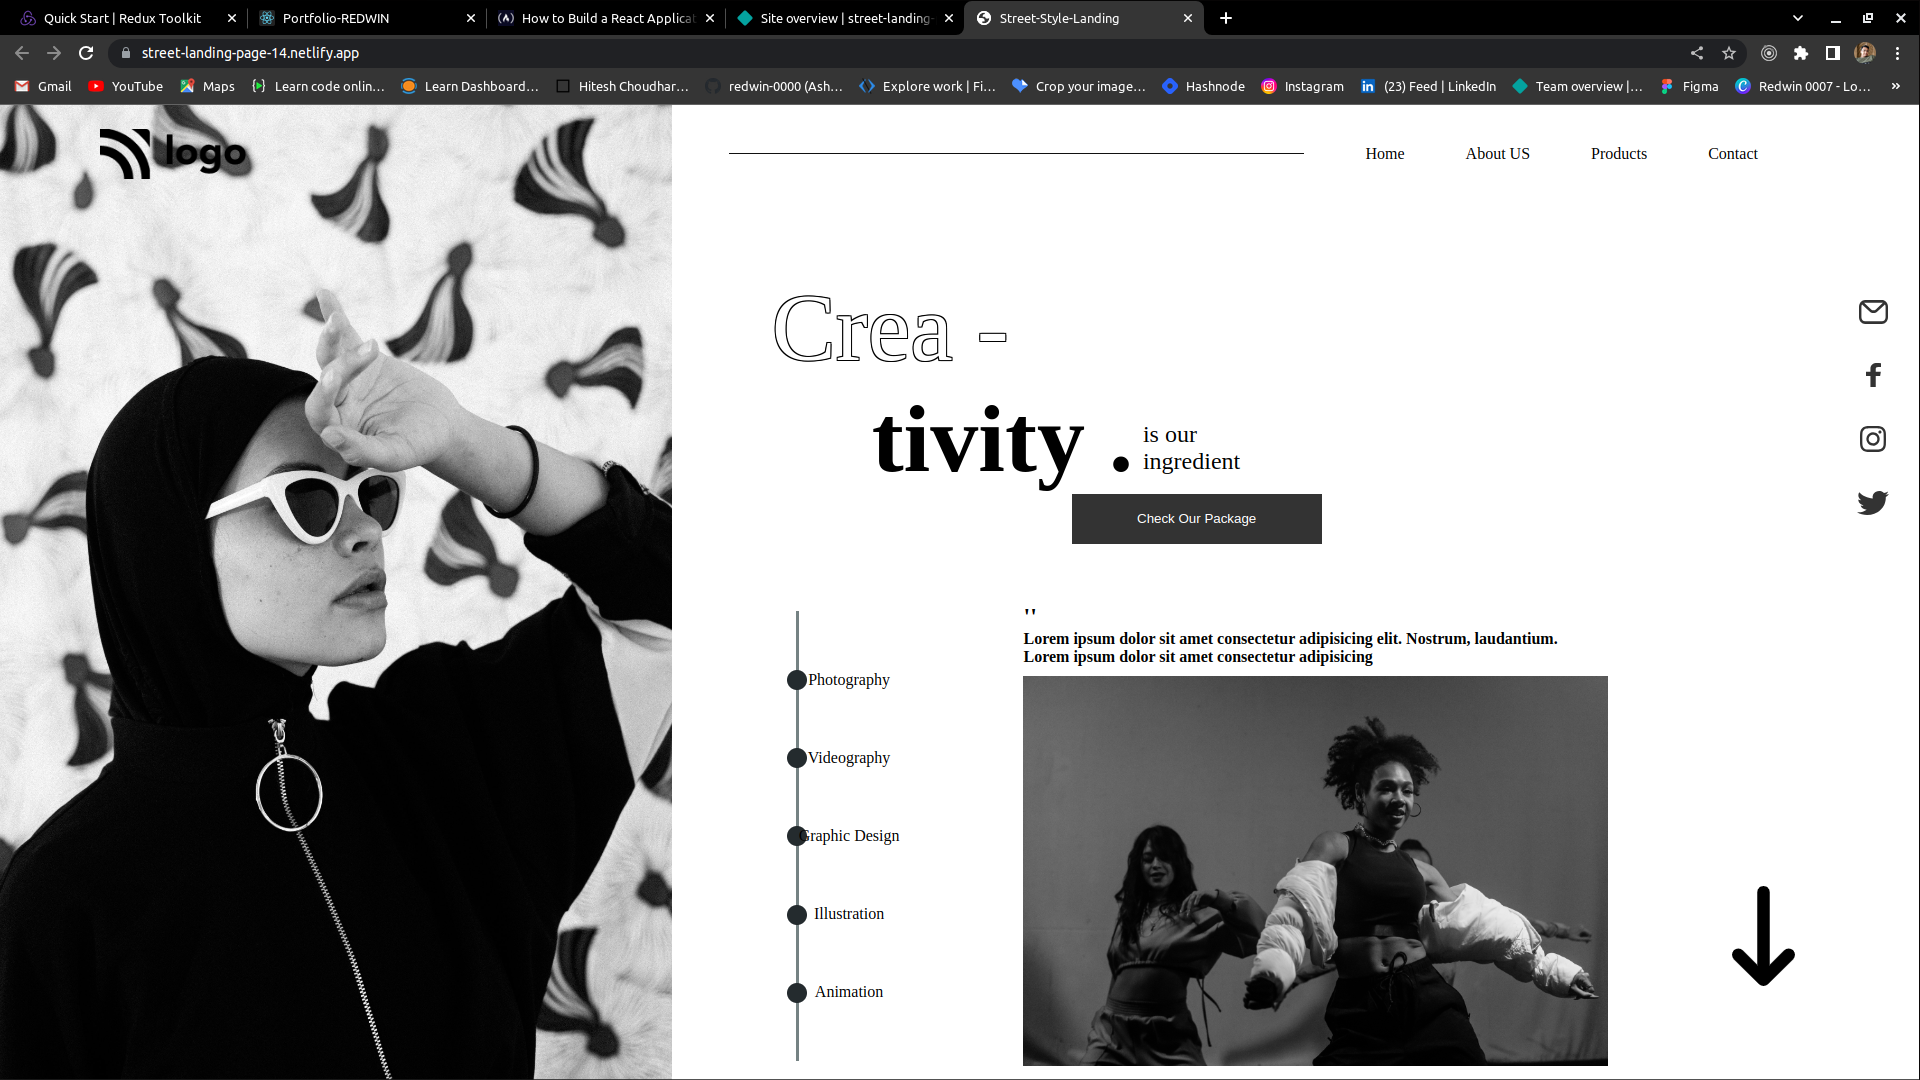 Quick Start | Redux Toolkit
Portfolio-REDWIN
How to Build a React Applicat
Site overview | street-landing-
Street-Style-Landing
street-landing-page-14.netlify.app
Gmail
YouTube
Maps
Learn code onlin…
Learn Dashboard…
Hitesh Choudhar…
redwin-0000 (Ash…
Explore work | Fi…
Crop your image…
Hashnode
Instagram
(23) Feed | LinkedIn
Team overview |…
Figma
Redwin 0007 - Lo…
»
logo
Home
About US
Products
Contact
Crea -
tivity .
is our
ingredient
Check Our Package
Photography
Videography
Graphic Design
Illustration
Animation
"
Lorem ipsum dolor sit amet consectetur adipisicing elit. Nostrum, laudantium.
Lorem ipsum dolor sit amet consectetur adipisicing